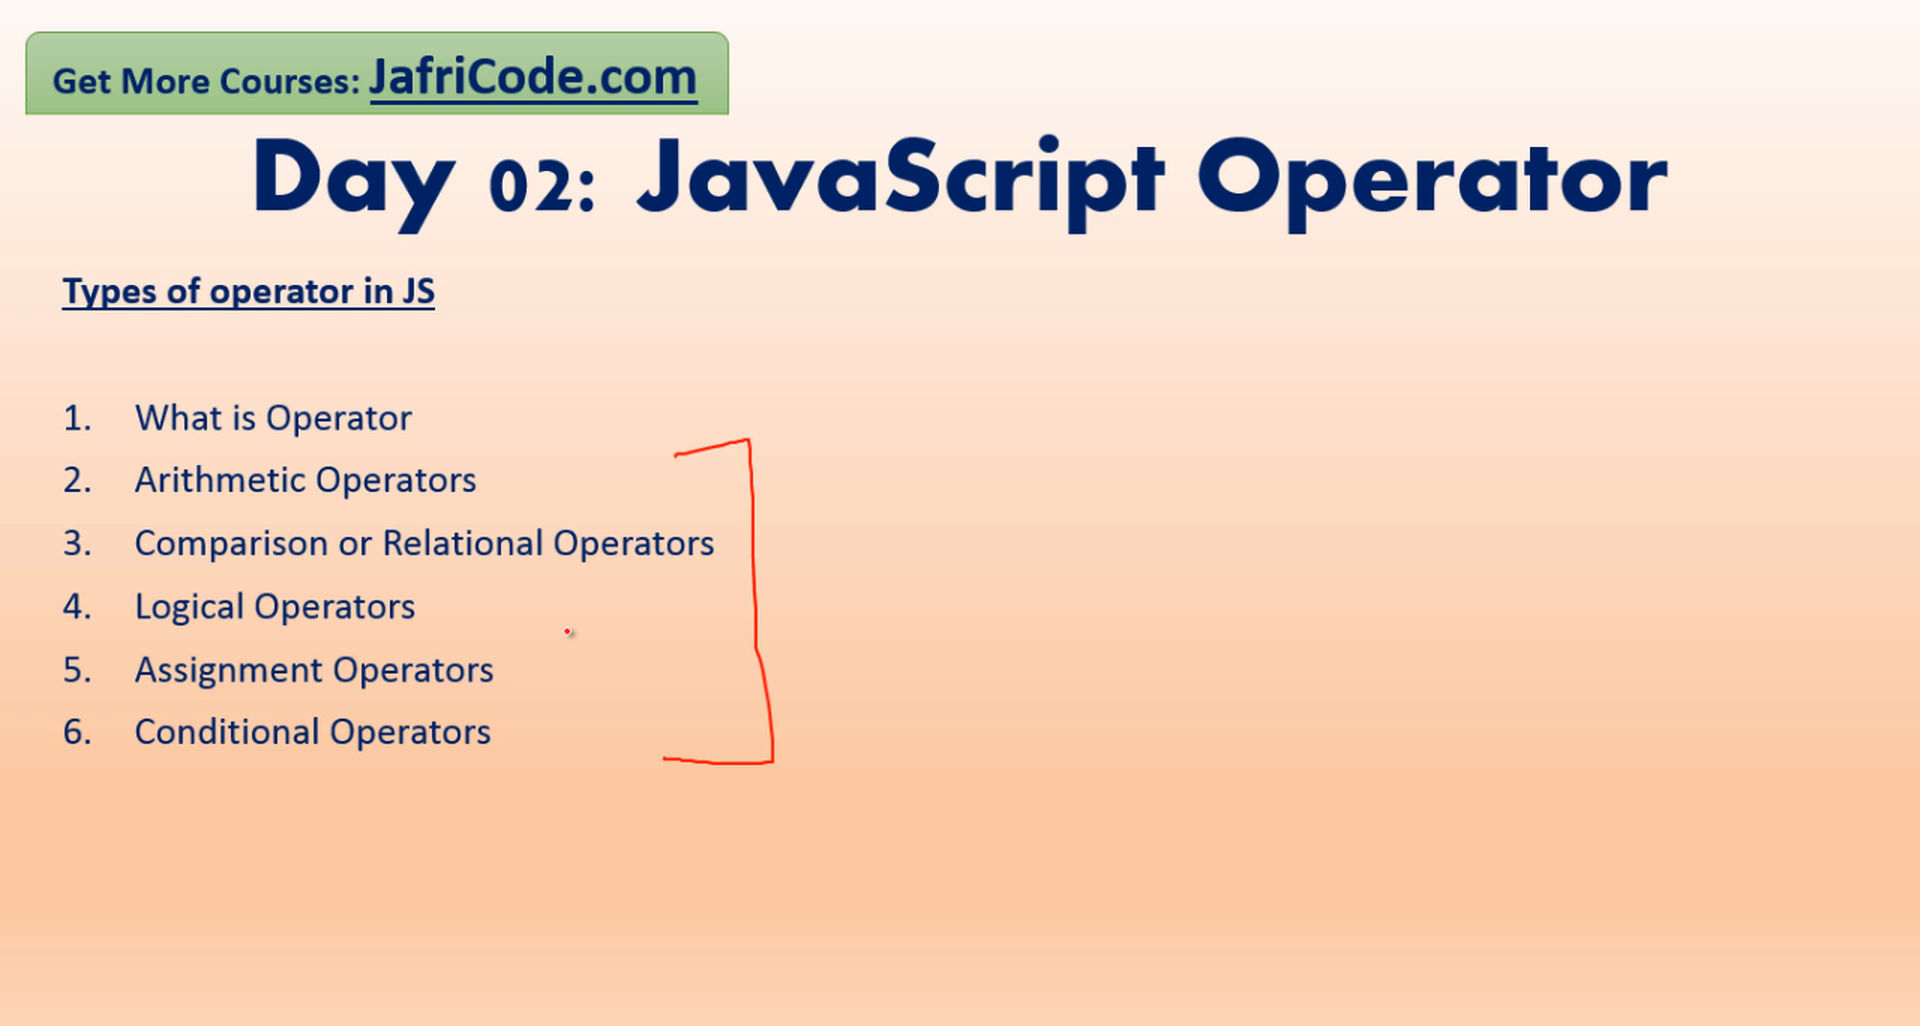 Get More Courses: JafriCode.com
Day 02: JavaScript Operator
Types of operator in JS
1. What is Operator
2. Arithmetic Operators
3. Comparison or Relational Operators
4. Logical Operators
5. Assignment Operators
6. Conditional Operators